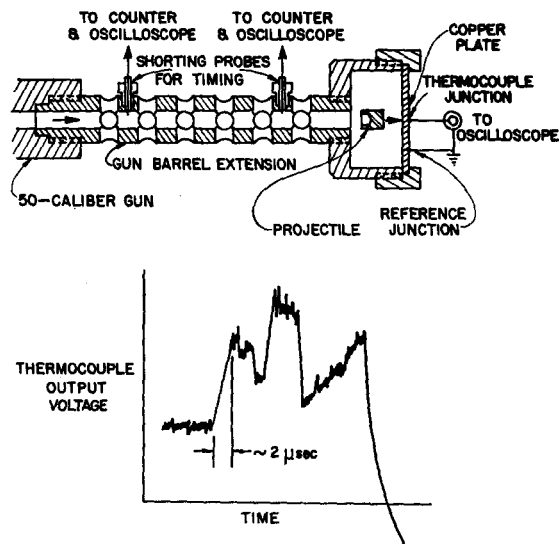 TO COUNTER
& OSCILLOSCOPE
TO COUNTER
& OSCILLOSCOPE
SHORTING PROBES
FOR TIMING
COPPER
PLATE
THERMOCOUPLE
JUNCTION
TO
OSCILLOSCOPE
GUN BARREL EXTENSION
50-CALIBER GUN
PROJECTILE
REFERENCE
JUNCTION
THERMOCOUPLE
OUTPUT
VOLTAGE
~ 2 μsec
TIME